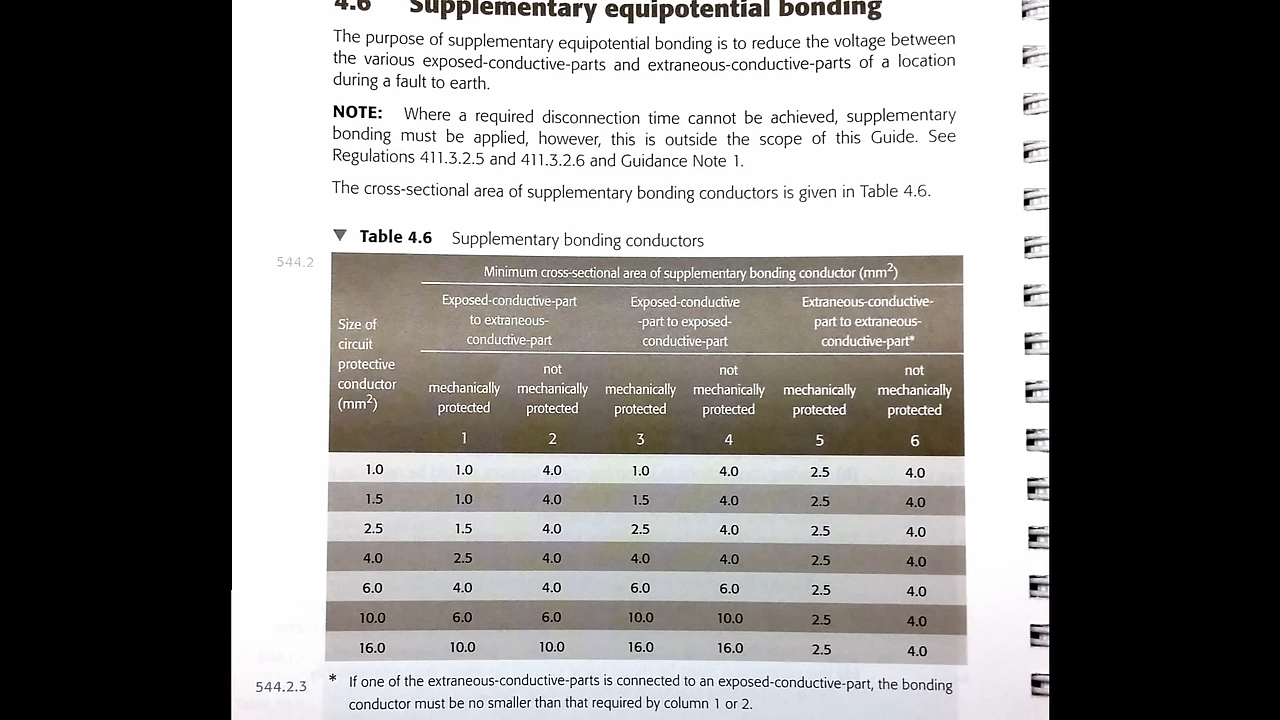 4.6 Supplementary equipotential bonding
The purpose of supplementary equipotential bonding is to reduce the voltage between
the various exposed-conductive-parts and extraneous-conductive-parts of a location
during a fault to earth.
NOTE: Where a required disconnection time cannot be achieved, supplementary
bonding must be applied, however, this is outside the scope of this Guide. See
Regulations 411.3.2.5 and 411.3.2.6 and Guidance Note 1.
The cross-sectional area of supplementary bonding conductors is given in Table 4.6.
▼ Table 4.6 Supplementary bonding conductors
544.2
Minimum cross-sectional area of supplementary bonding conductor (mm²)
Size of
circuit
protective
conductor
(mm²)
Exposed-conductive-part
to extraneous-
conductive-part
Exposed-conductive
-part to exposed-
conductive-part
Extraneous-conductive-
part to extraneous-
conductive-part*
mechanically
protected
not
mechanically
protected
mechanically
protected
not
mechanically
protected
mechanically
protected
not
mechanically
protected
1 2 3 4 5 6
1.0 1.0 4.0 1.0 4.0 2.5 4.0
1.5 1.0 4.0 1.5 4.0 2.5 4.0
2.5 1.5 4.0 2.5 4.0 2.5 4.0
4.0 2.5 4.0 4.0 4.0 2.5 4.0
6.0 4.0 4.0 6.0 6.0 2.5 4.0
10.0 6.0 6.0 10.0 10.0 2.5 4.0
16.0 10.0 10.0 16.0 16.0 2.5 4.0
544.2.3
* If one of the extraneous-conductive-parts is connected to an exposed-conductive-part, the bonding
conductor must be no smaller than that required by column 1 or 2.